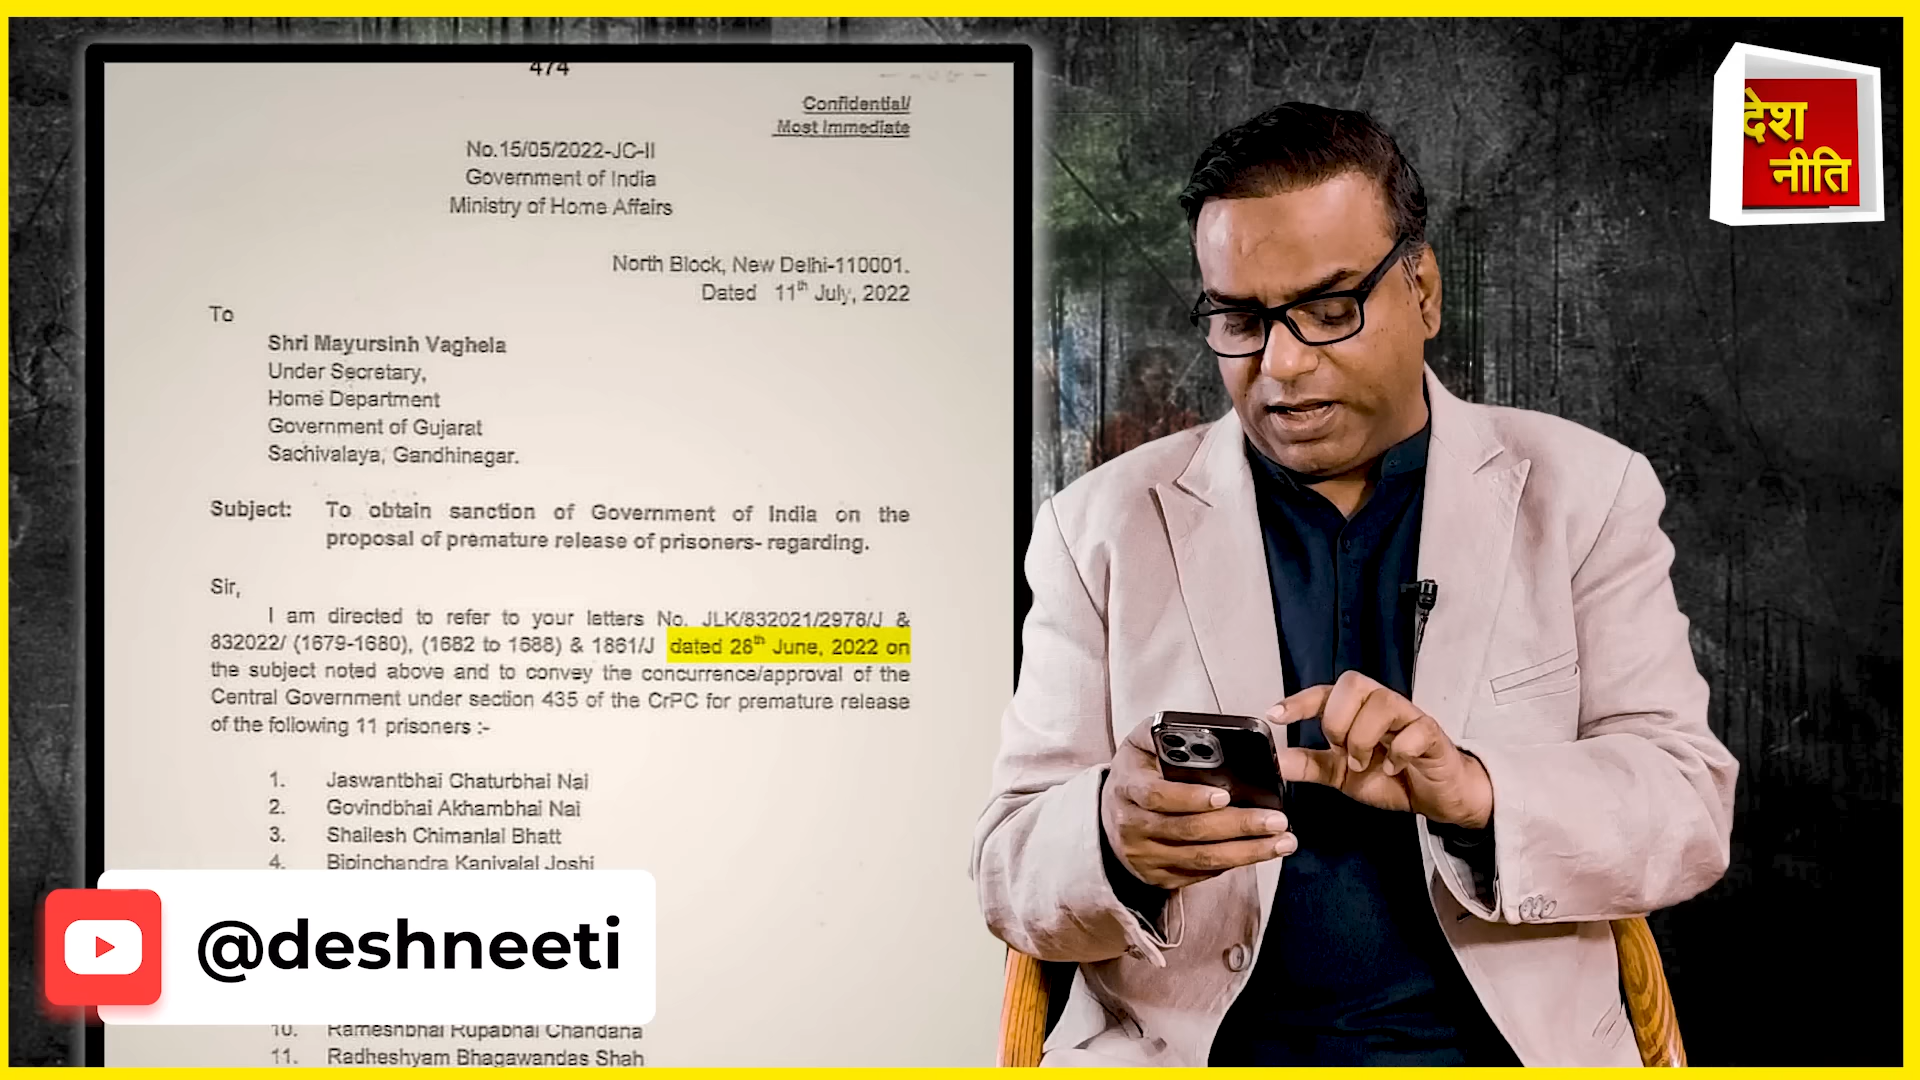 474
Confidential/
Most Immediate
No.15/05/2022-JC-II
Government of India
Ministry of Home Affairs
North Block, New Delhi-110001.
Dated 11th July, 2022
To
Shri Mayursinh Vaghela
Under Secretary,
Home Department
Government of Gujarat
Sachivalaya, Gandhinagar.
Subject: To obtain sanction of Government of India on the
proposal of premature release of prisoners- regarding.
Sir,
I am directed to refer to your letters No. JLK/832021/2978/J &
832022/ (1679-1680), (1682 to 1688) & 1861/J dated 28th June, 2022 on
the subject noted above and to convey the concurrence/approval of the
Central Government under section 435 of the CrPC for premature release
of the following 11 prisoners :-
1. Jaswantbhai Chaturbhai Nai
2. Govindbhai Akhambhai Nai
3. Shailesh Chimanlal Bhatt
4. Bipinchandra Kaniyalal Joshi
10. Rameshbhai Rupabhai Chandana
11. Radheshyam Bhagawandas Shah
@deshneeti
देश
नीति